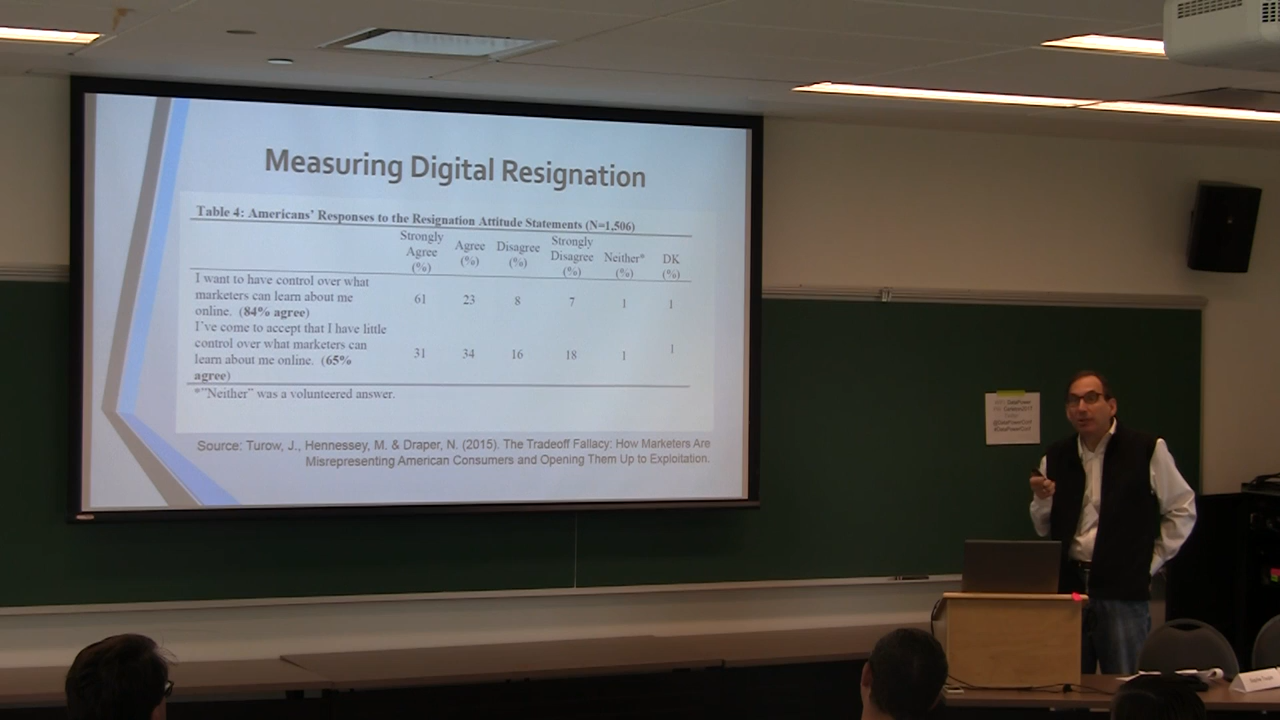 Measuring Digital Resignation
Table 4: Americans' Responses to the Resignation Attitude Statements (N=1,506)
Strongly Agree (%) Agree (%) Disagree (%) Strongly Disagree (%) Neither* (%) DK (%)
I want to have control over what
marketers can learn about me
online. (84% agree) 61 23 8 7 1 1
I've come to accept that I have little
control over what marketers can
learn about me online. (65%
agree) 31 34 16 18 1 1
*"Neither" was a volunteered answer.
Source: Turow, J., Hennessey, M. & Draper, N. (2015). The Tradeoff Fallacy: How Marketers Are
Misrepresenting American Consumers and Opening Them Up to Exploitation.